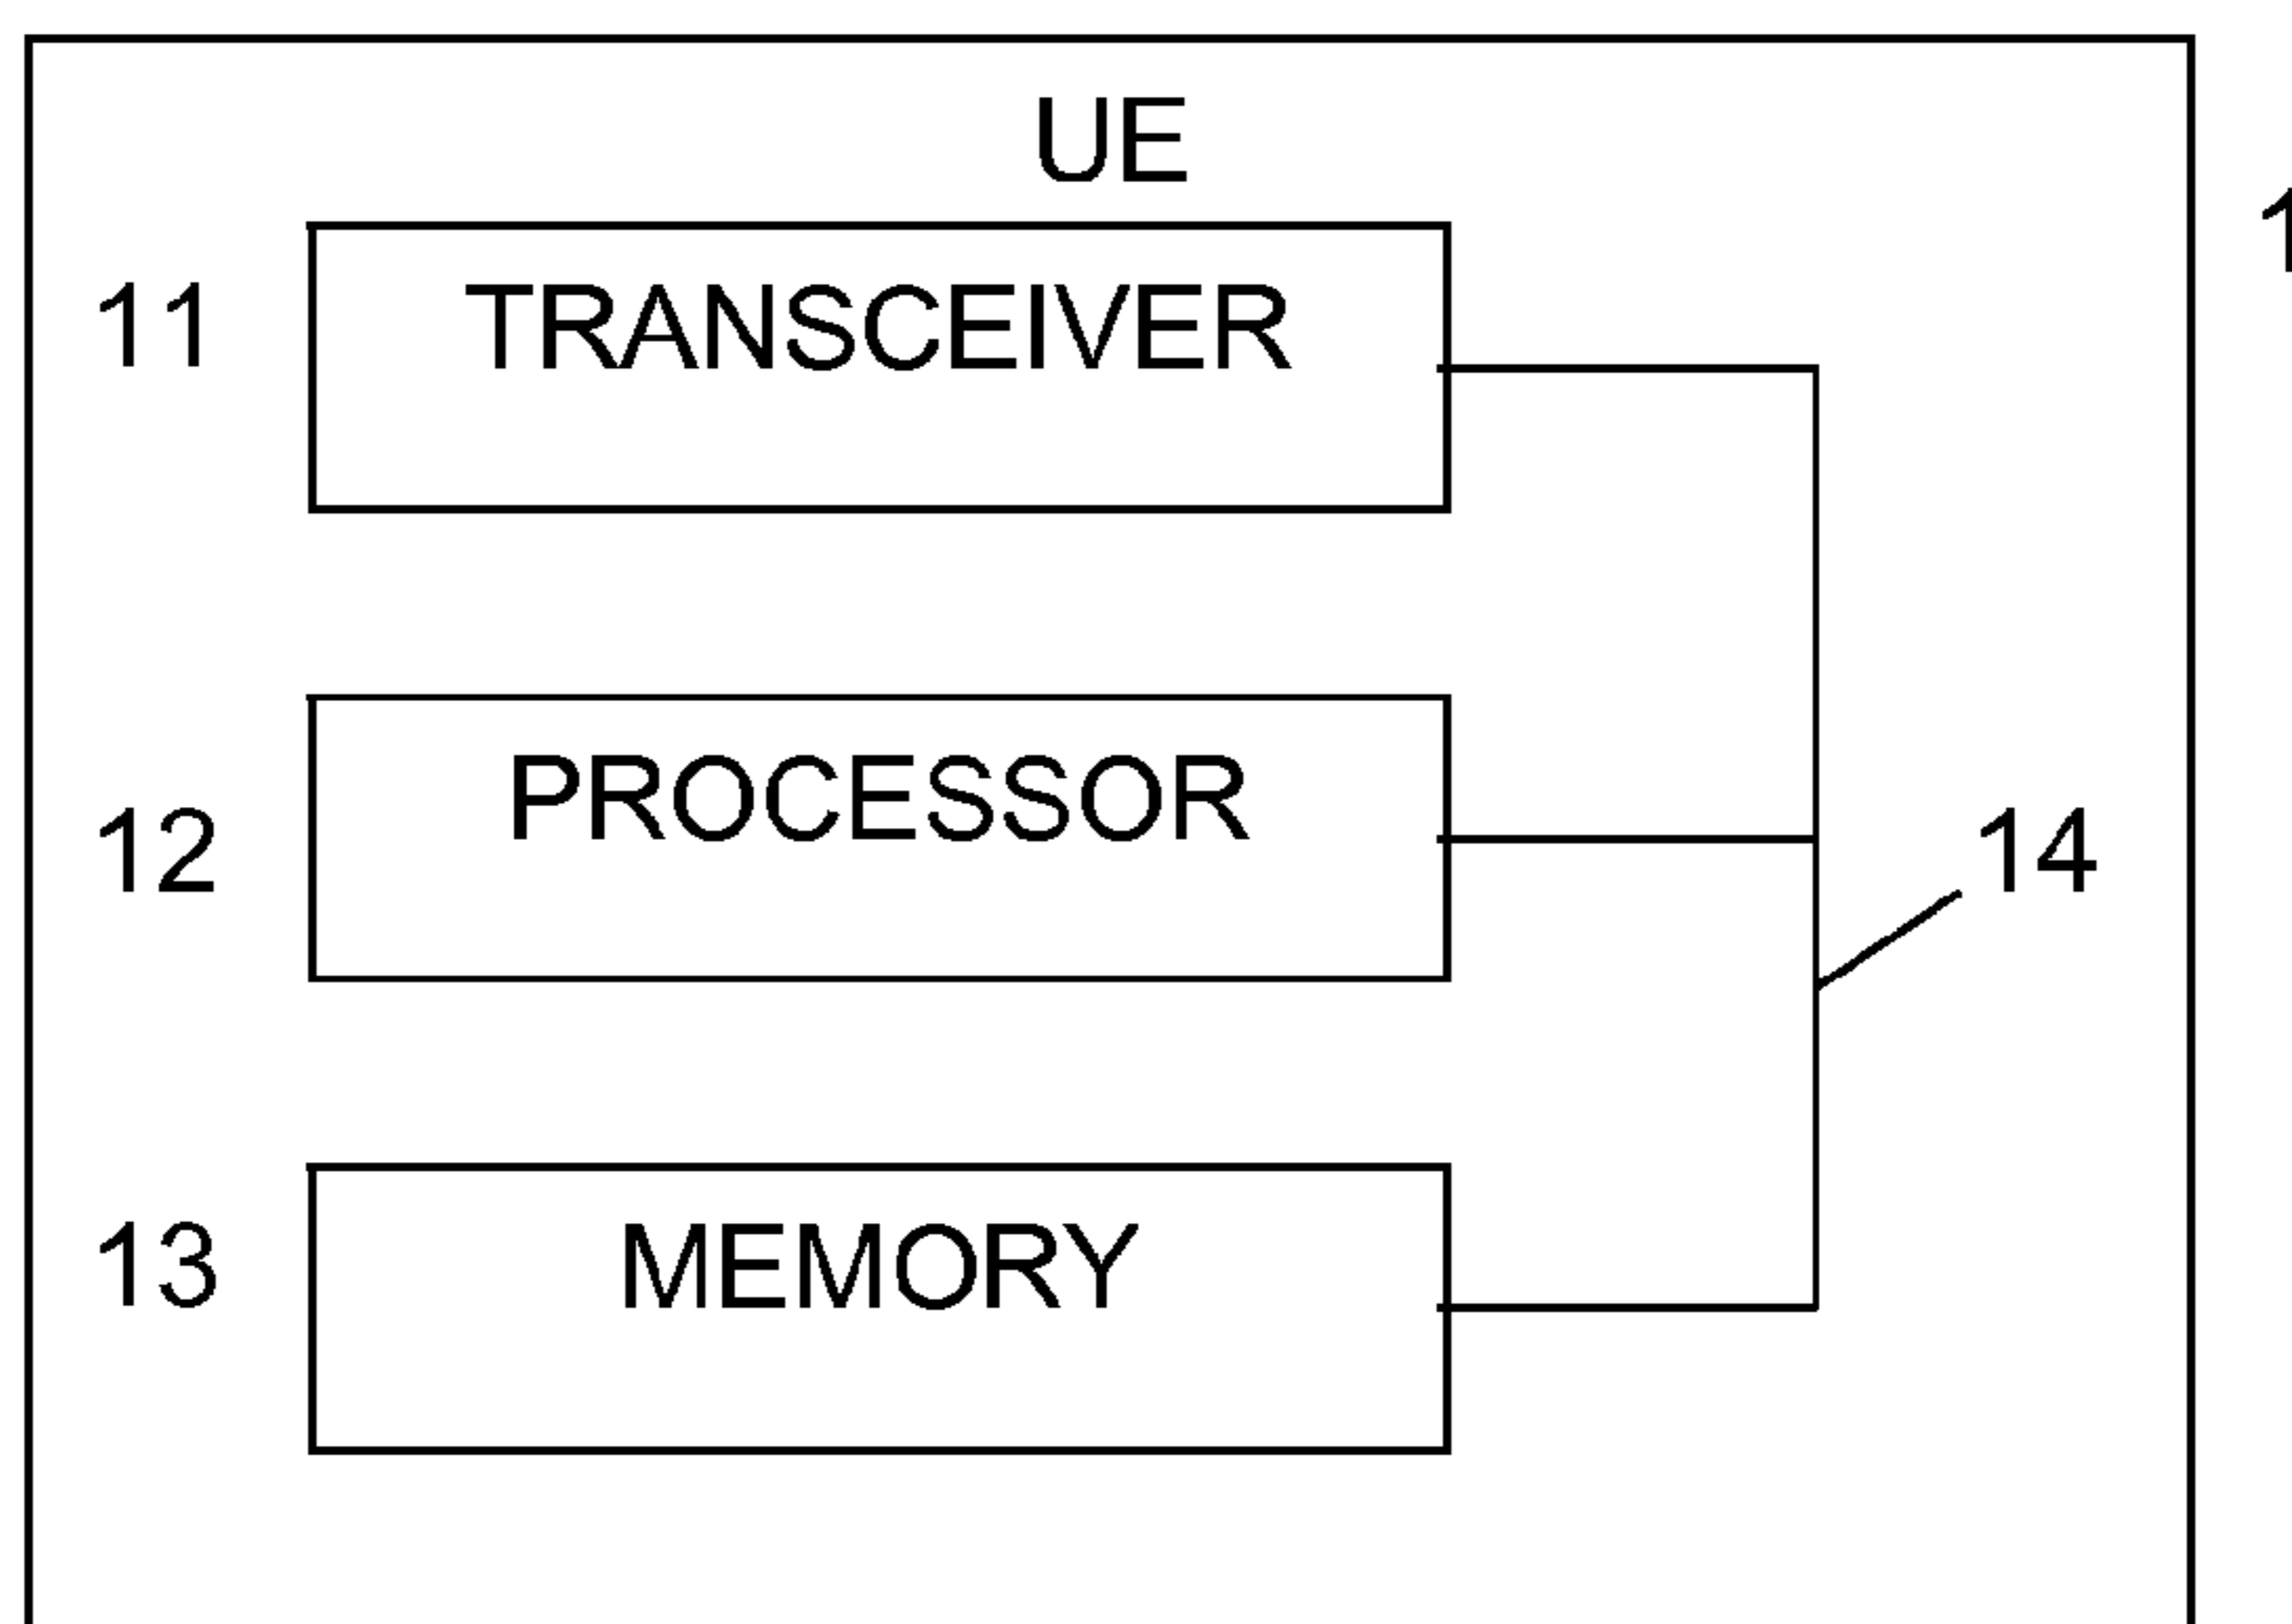 UE
11 TRANSCEIVER
12 PROCESSOR
14
13 MEMORY